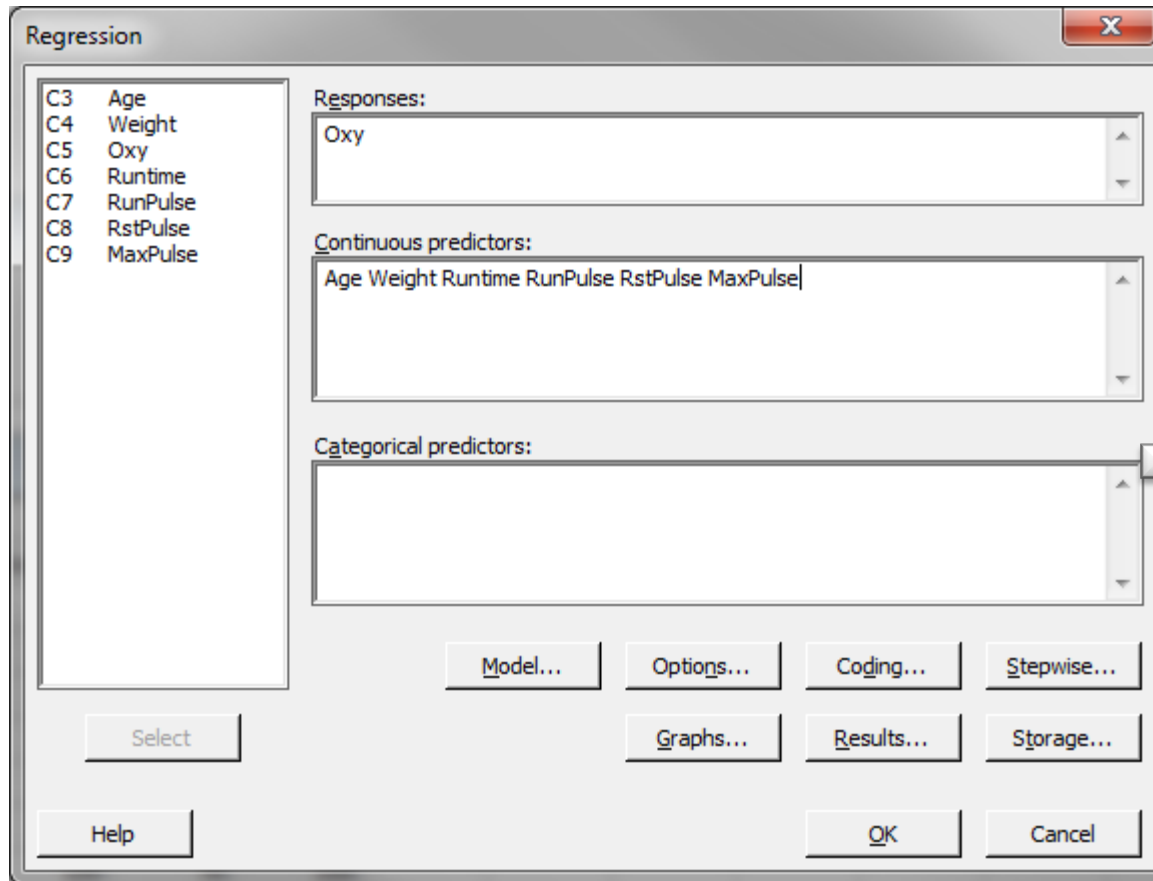 Regression
C3 Age
C4 Weight
C5 Oxy
C6 Runtime
C7 RunPulse
C8 RstPulse
C9 MaxPulse
Responses:
Oxy
Continuous predictors:
Age Weight Runtime RunPulse RstPulse MaxPulse
Categorical predictors:
Model... Options... Coding... Stepwise...
Select Graphs... Results... Storage...
Help OK Cancel